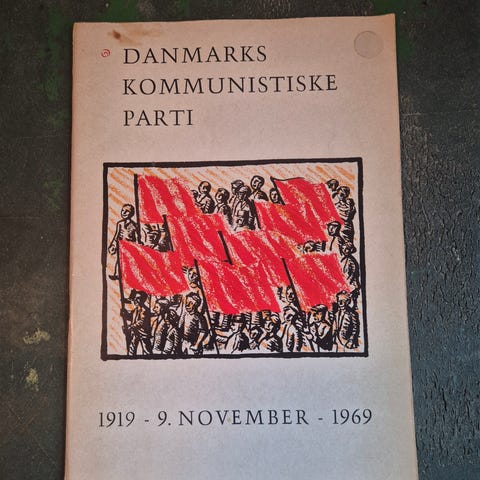 DANMARKS
KOMMUNISTISKE
PARTI
1919 - 9. NOVEMBER - 1969